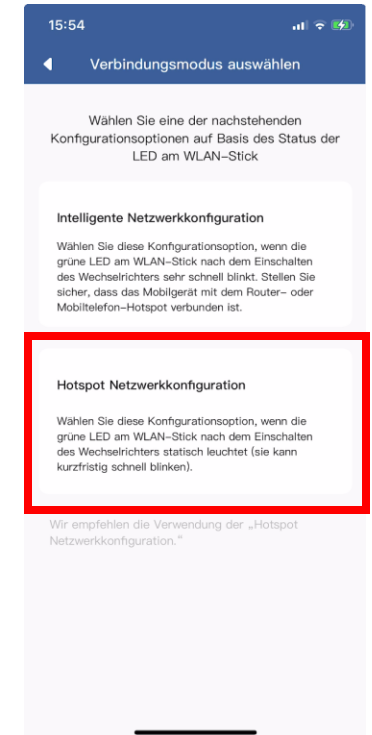 15:54
Verbindungsmodus auswählen
Wählen Sie eine der nachstehenden
Konfigurationsoptionen auf Basis des Status der
LED am WLAN-Stick
Intelligente Netzwerkkonfiguration
Wählen Sie diese Konfigurationsoption, wenn die
grüne LED am WLAN-Stick nach dem Einschalten
des Wechselrichters sehr schnell blinkt. Stellen Sie
sicher, dass das Mobilgerät mit dem Router- oder
Mobiltelefon-Hotspot verbunden ist.
Hotspot Netzwerkkonfiguration
Wählen Sie diese Konfigurationsoption, wenn die
grüne LED am WLAN-Stick nach dem Einschalten
des Wechselrichters statisch leuchtet (sie kann
kurzfristig schnell blinken).
Wir empfehlen die Verwendung der „Hotspot
Netzwerkkonfiguration.“